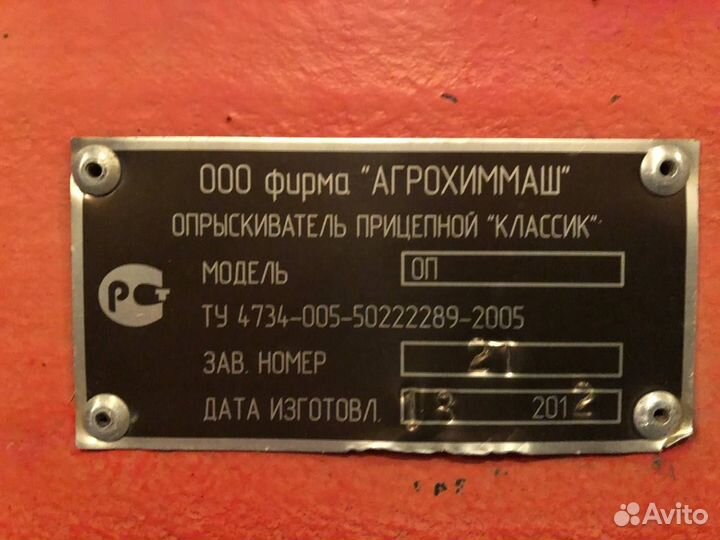 ООО фирма "АГРОХИММАШ"
ОПРЫСКИВАТЕЛЬ ПРИЦЕПНОЙ "КЛАССИК"
МОДЕЛЬ ОП
РСТ
ТУ 4734-005-50222289-2005
ЗАВ. НОМЕР 21
ДАТА ИЗГОТОВЛ. 13 2012
Avito